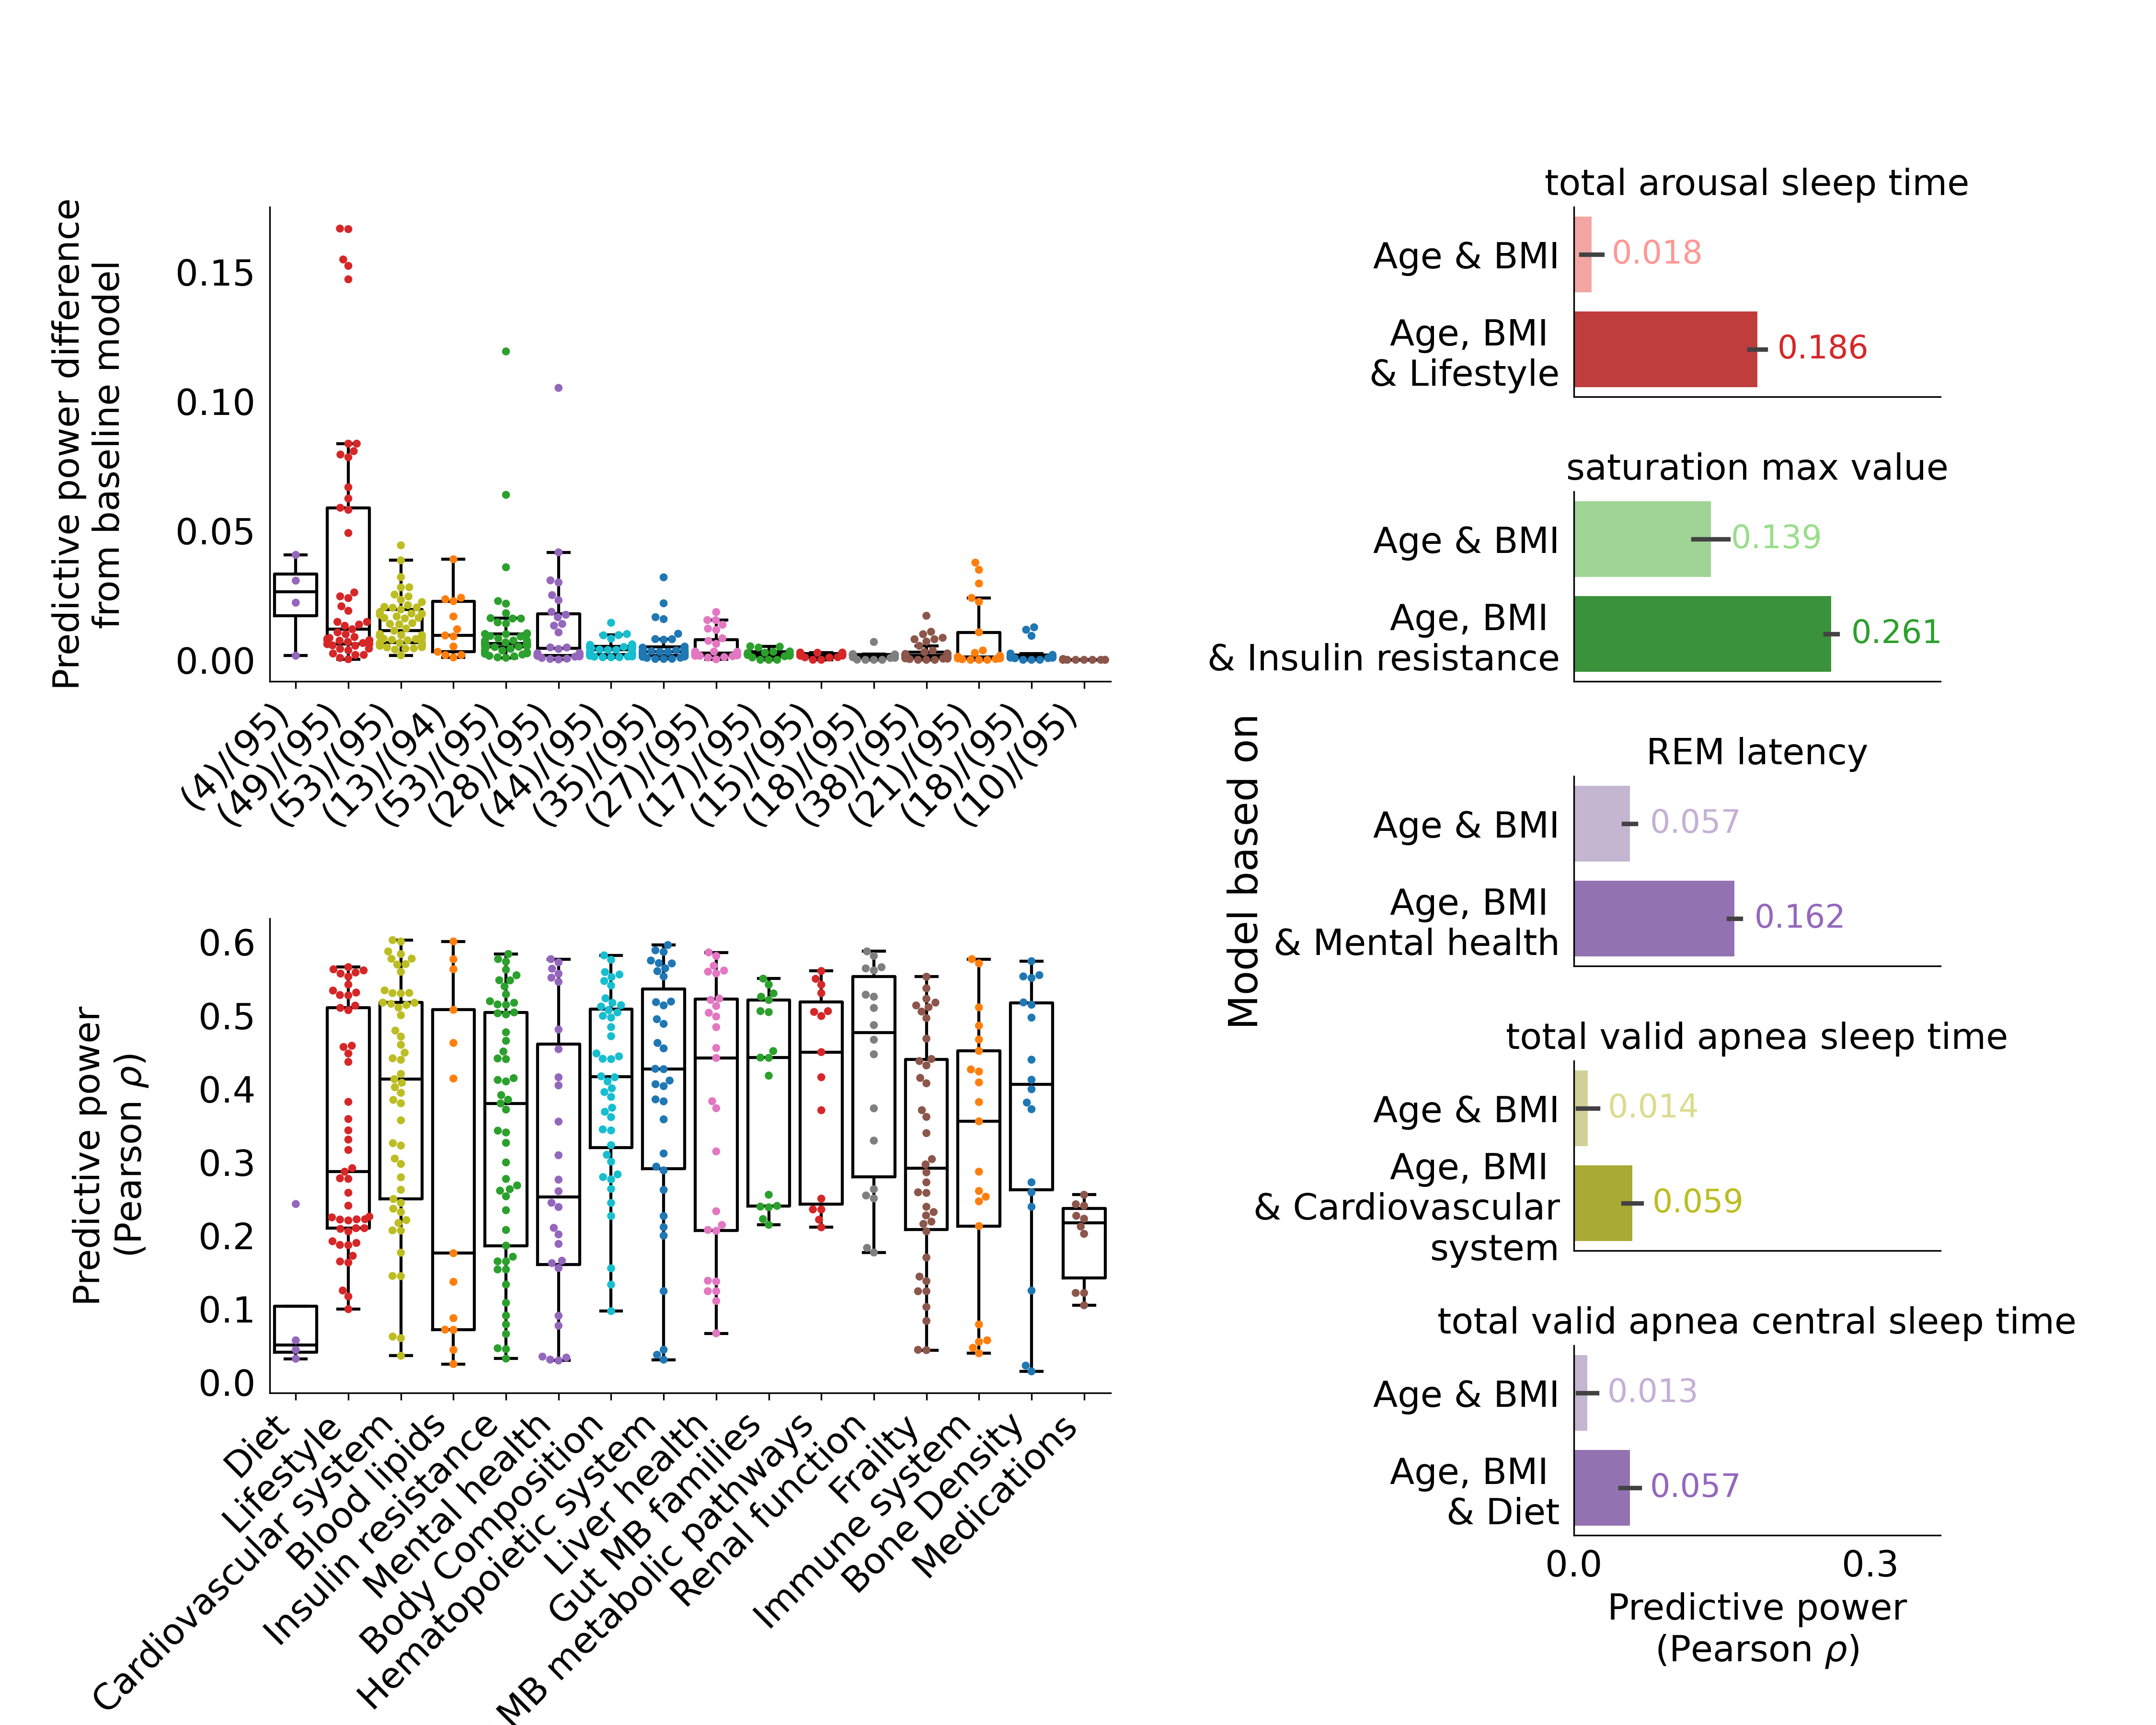 Predictive power difference
from baseline model
0.15
0.10
0.05
0.00
(4)/(95)
(49)/(95)
(53)/(95)
(13)/(94)
(53)/(95)
(28)/(95)
(44)/(95)
(35)/(95)
(27)/(95)
(17)/(95)
(15)/(95)
(18)/(95)
(38)/(95)
(21)/(95)
(18)/(95)
(10)/(95)
Predictive power
(Pearson ρ)
0.6
0.5
0.4
0.3
0.2
0.1
0.0
Diet
Lifestyle
Cardiovascular system
Blood lipids
Insulin resistance
Mental health
Body Composition
Hematopoietic system
Liver health
Gut MB families
MB metabolic pathways
Renal function
Frailty
Immune system
Bone Density
Medications
Model based on
total arousal sleep time
Age & BMI
0.018
Age, BMI
& Lifestyle
0.186
saturation max value
Age & BMI
0.139
Age, BMI
& Insulin resistance
0.261
REM latency
Age & BMI
0.057
Age, BMI
& Mental health
0.162
total valid apnea sleep time
Age & BMI
0.014
Age, BMI
& Cardiovascular
system
0.059
total valid apnea central sleep time
Age & BMI
0.013
Age, BMI
& Diet
0.057
0.0
0.3
Predictive power
(Pearson ρ)